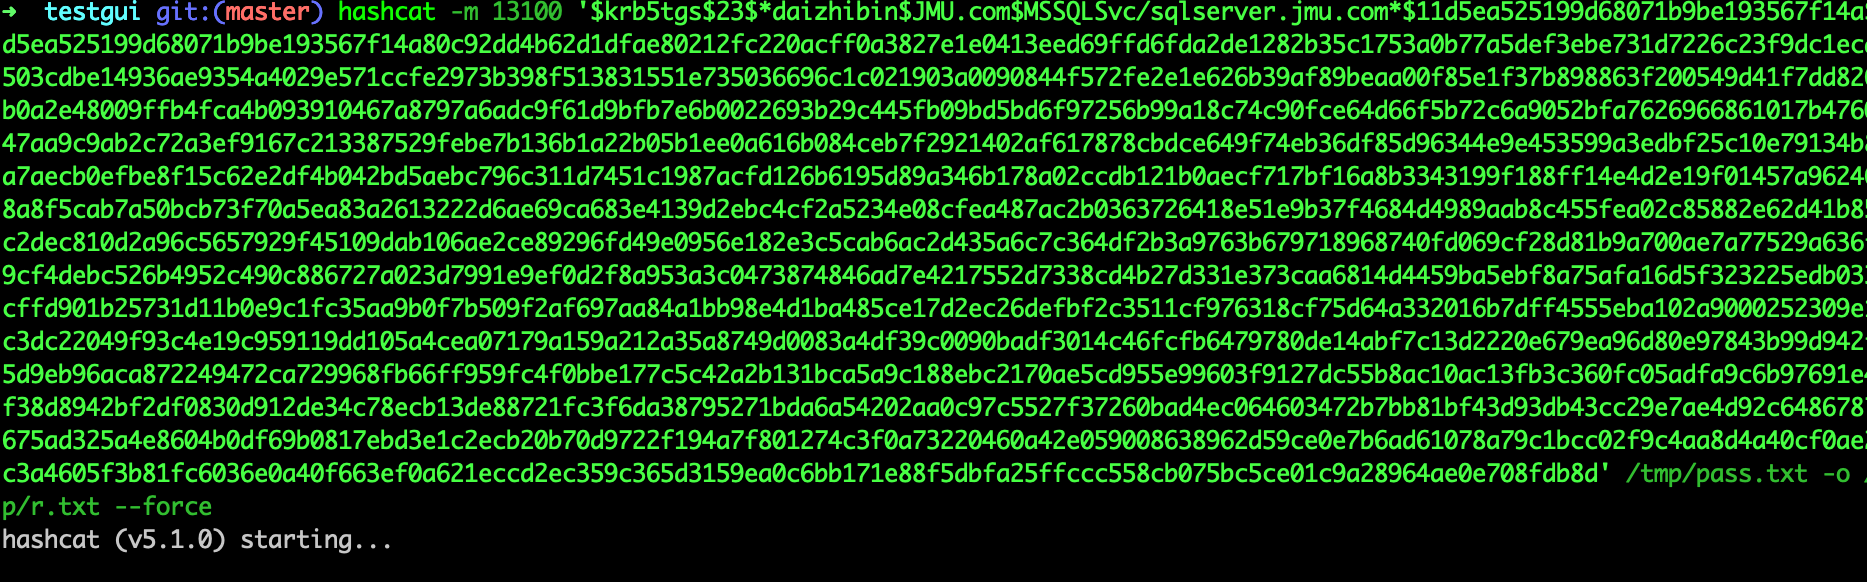 ➜ testgui git:(master) hashcat -m 13100 '$krb5tgs$23$*daizhibin$JMU.com$MSSQLSvc/sqlserver.jmu.com*$11d5ea525199d68071b9be193567f14a
d5ea525199d68071b9be193567f14a80c92dd4b62d1dfae80212fc220acff0a3827e1e0413eed69ffd6fda2de1282b35c1753a0b77a5def3ebe731d7226c23f9dc1ec
503cdbe14936ae9354a4029e571ccfe2973b398f513831551e735036696c1c021903a0090844f572fe2e1e626b39af89beaa00f85e1f37b898863f200549d41f7dd82
b0a2e48009ffb4fca4b093910467a8797a6adc9f61d9bfb7e6b0022693b29c445fb09bd5bd6f97256b99a18c74c90fce64d66f5b72c6a9052bfa7626966861017b476
47aa9c9ab2c72a3ef9167c213387529febe7b136b1a22b05b1ee0a616b084ceb7f2921402af617878cbdce649f74eb36df85d96344e9e453599a3edbf25c10e79134b
a7aecb0efbe8f15c62e2df4b042bd5aebc796c311d7451c1987acfd126b6195d89a346b178a02ccdb121b0aecf717bf16a8b3343199f188ff14e4d2e19f01457a9624
8a8f5cab7a50bcb73f70a5ea83a2613222d6ae69ca683e4139d2ebc4cf2a5234e08cfea487ac2b0363726418e51e9b37f4684d4989aab8c455fea02c85882e62d41b8
c2dec810d2a96c5657929f45109dab106ae2ce89296fd49e0956e182e3c5cab6ac2d435a6c7c364df2b3a9763b679718968740fd069cf28d81b9a700ae7a77529a636
9cf4debc526b4952c490c886727a023d7991e9ef0d2f8a953a3c0473874846ad7e4217552d7338cd4b27d331e373caa6814d4459ba5ebf8a75afa16d5f323225edb03
cffd901b25731d11b0e9c1fc35aa9b0f7b509f2af697aa84a1bb98e4d1ba485ce17d2ec26defbf2c3511cf976318cf75d64a332016b7dff4555eba102a9000252309e
c3dc22049f93c4e19c959119dd105a4cea07179a159a212a35a8749d0083a4df39c0090badf3014c46fcfb6479780de14abf7c13d2220e679ea96d80e97843b99d942
5d9eb96aca872249472ca729968fb66ff959fc4f0bbe177c5c42a2b131bca5a9c188ebc2170ae5cd955e99603f9127dc55b8ac10ac13fb3c360fc05adfa9c6b97691e
f38d8942bf2df0830d912de34c78ecb13de88721fc3f6da38795271bda6a54202aa0c97c5527f37260bad4ec064603472b7bb81bf43d93db43cc29e7ae4d92c648678
675ad325a4e8604b0df69b0817ebd3e1c2ecb20b70d9722f194a7f801274c3f0a73220460a42e059008638962d59ce0e7b6ad61078a79c1bcc02f9c4aa8d4a40cf0ae
c3a4605f3b81fc6036e0a40f663ef0a621eccd2ec359c365d3159ea0c6bb171e88f5dbfa25ffccc558cb075bc5ce01c9a28964ae0e708fdb8d' /tmp/pass.txt -o /
p/r.txt --force
hashcat (v5.1.0) starting...